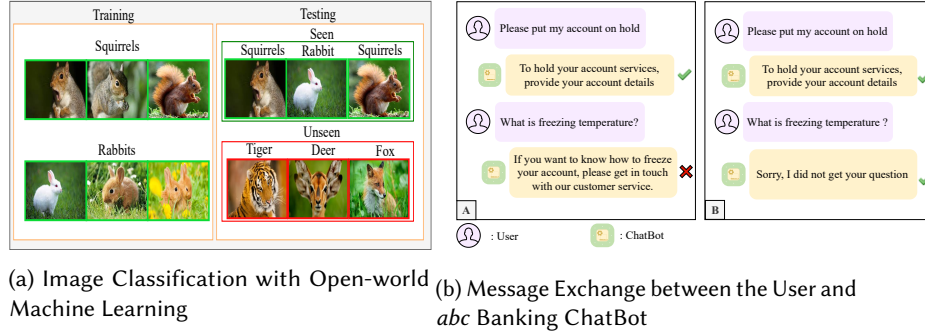 Training
Squirrels
Rabbits
Testing
Seen
Squirrels Rabbit Squirrels
Unseen
Tiger Deer Fox
(a) Image Classification with Open-world
Machine Learning
Please put my account on hold
To hold your account services,
provide your account details
What is freezing temperature?
If you want to know how to freeze
your account, please get in touch
with our customer service.
A
Please put my account on hold
To hold your account services,
provide your account details
What is freezing temperature ?
Sorry, I did not get your question
B
: User
: ChatBot
(b) Message Exchange between the User and
abc Banking ChatBot